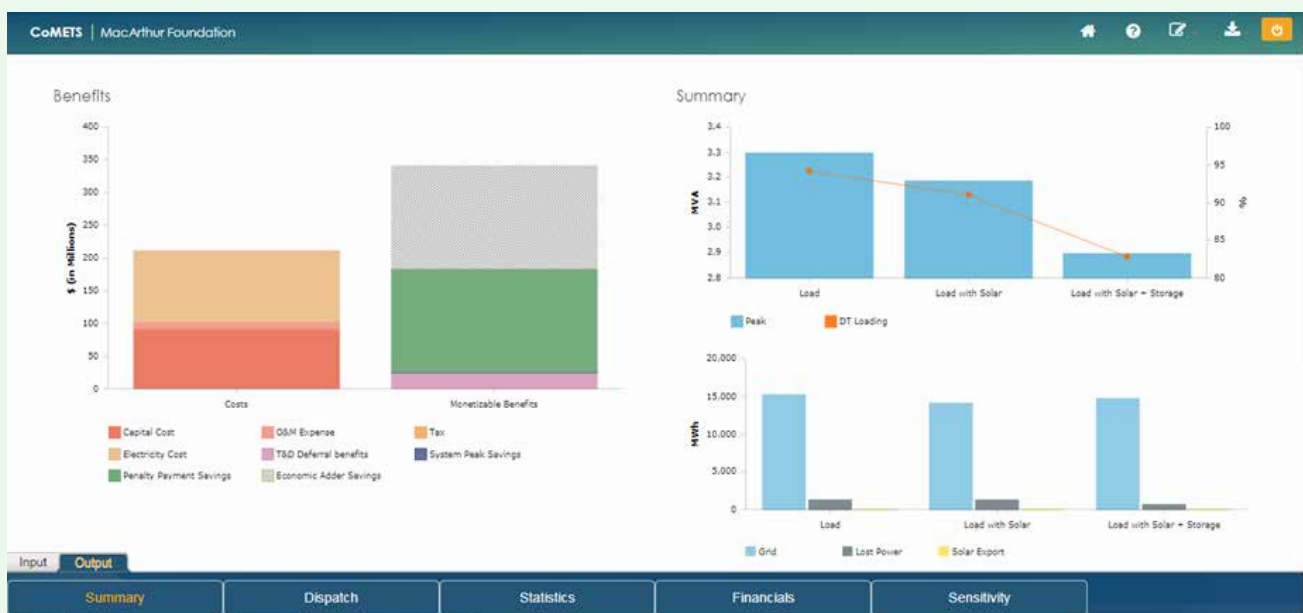 CoMETS | MacArthur Foundation
Benefits
400
350
300
250
200
150
100
50
0
$ (in Millions)
Costs
Monetizable Benefits
Capital Cost
O&M Expense
Tax
Electricity Cost
T&D Deferral benefits
System Peak Savings
Penalty Payment Savings
Economic Adder Savings
Summary
3.4
3.3
3.2
3.1
3.0
2.9
2.8
MVA
100
95
90
85
80
%
Load
Load with Solar
Load with Solar + Storage
Peak
DT Loading
20,000
15,000
10,000
5,000
0
MWh
Load
Load with Solar
Load with Solar + Storage
Grid
Lost Power
Solar Export
Input
Output
Summary
Dispatch
Statistics
Financials
Sensitivity